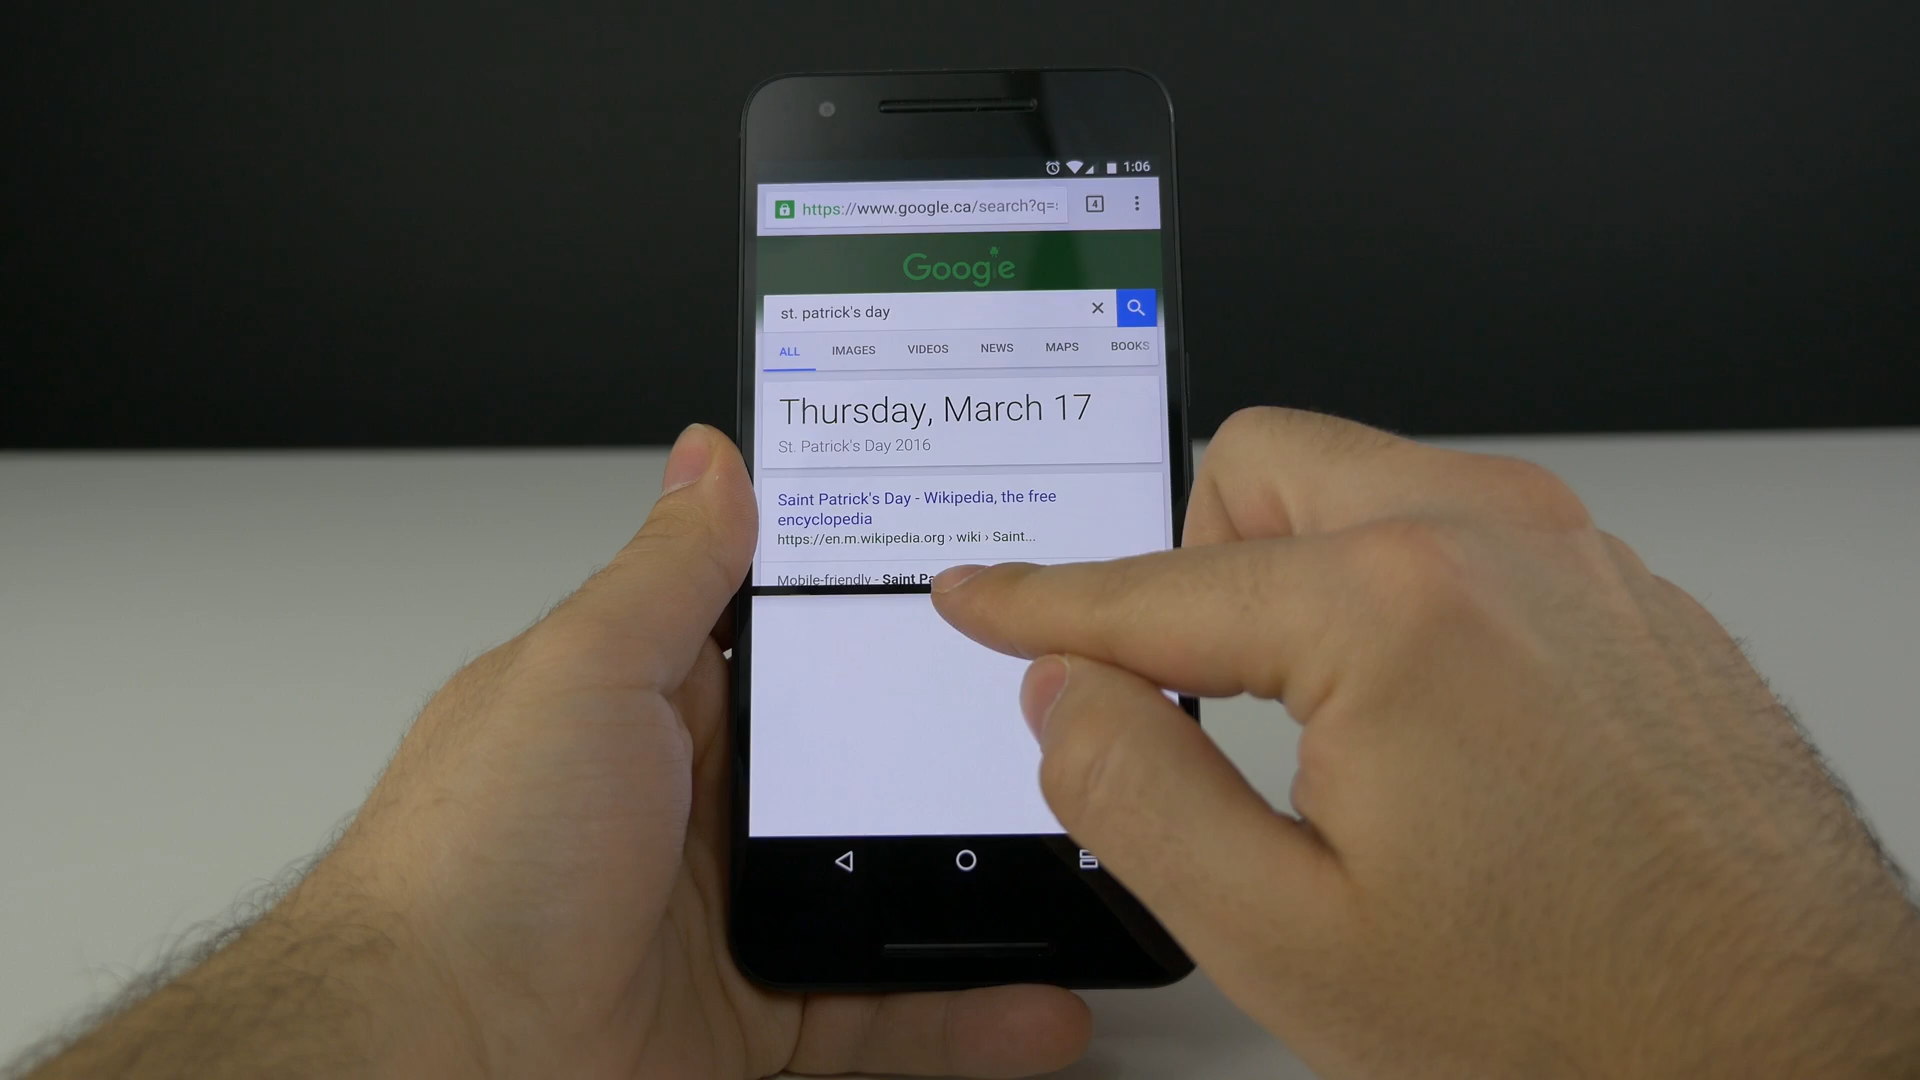 1:06
https://www.google.ca/search?q=
4
Google
st. patrick's day
ALL IMAGES VIDEOS NEWS MAPS BOOKS
Thursday, March 17
St. Patrick's Day 2016
Saint Patrick's Day - Wikipedia, the free
encyclopedia
https://en.m.wikipedia.org › wiki › Saint...
Mobile-friendly - Saint